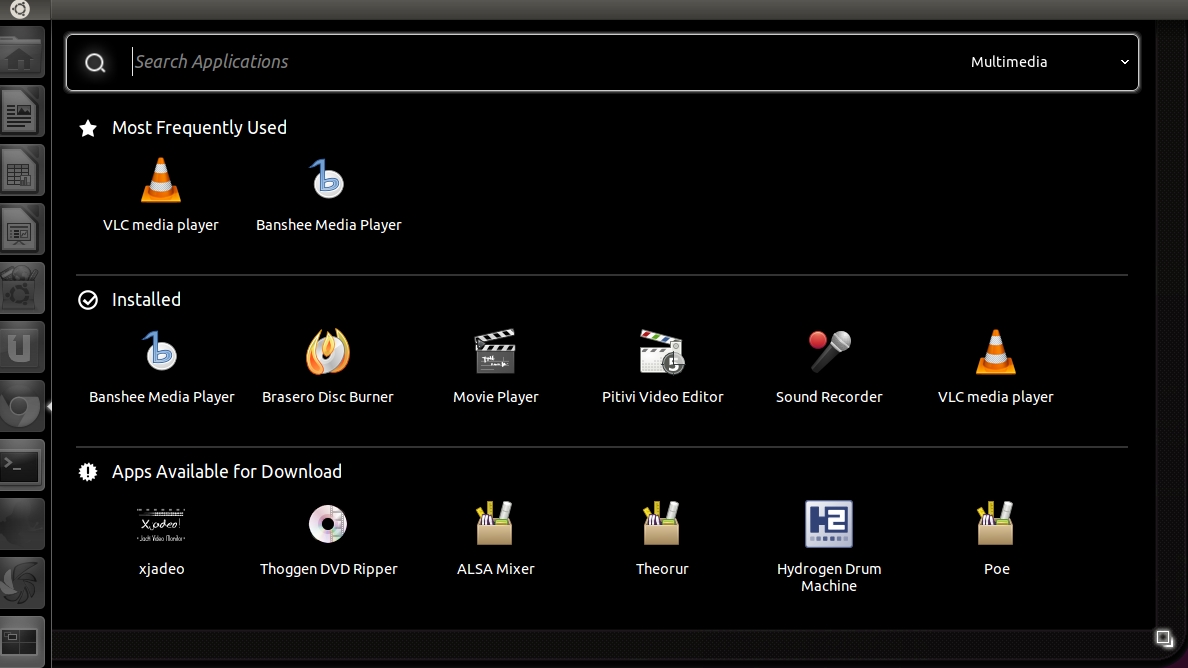 Search Applications
Multimedia
Most Frequently Used
VLC media player
Banshee Media Player
Installed
Banshee Media Player
Brasero Disc Burner
Movie Player
Pitivi Video Editor
Sound Recorder
VLC media player
Apps Available for Download
Xjadeo!
H2
xjadeo
Thoggen DVD Ripper
ALSA Mixer
Theorur
Hydrogen Drum
Machine
Poe